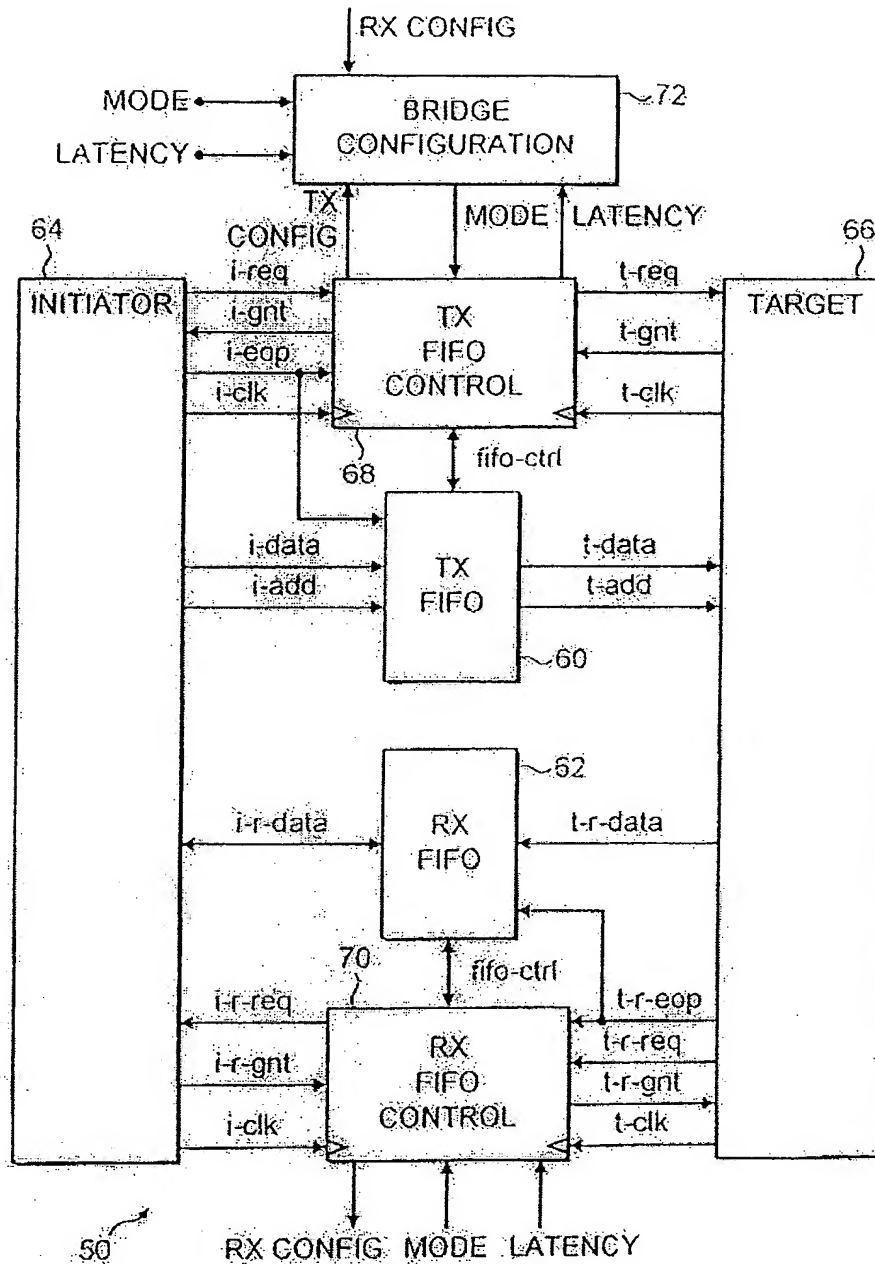 RX CONFIG
MODE
LATENCY
BRIDGE
CONFIGURATION
72
TX
CONFIG
MODE
LATENCY
64
INITIATOR
66
TARGET
i-req
i-gnt
i-eop
i-clk
TX
FIFO
CONTROL
t-req
t-gnt
t-clk
68
fifo-ctrl
i-data
i-add
TX
FIFO
t-data
t-add
60
62
i-r-data
RX
FIFO
t-r-data
70
fifo-ctrl
i-r-req
i-r-gnt
i-clk
RX
FIFO
CONTROL
t-r-eop
t-r-req
t-r-gnt
t-clk
50
RX CONFIG
MODE
LATENCY